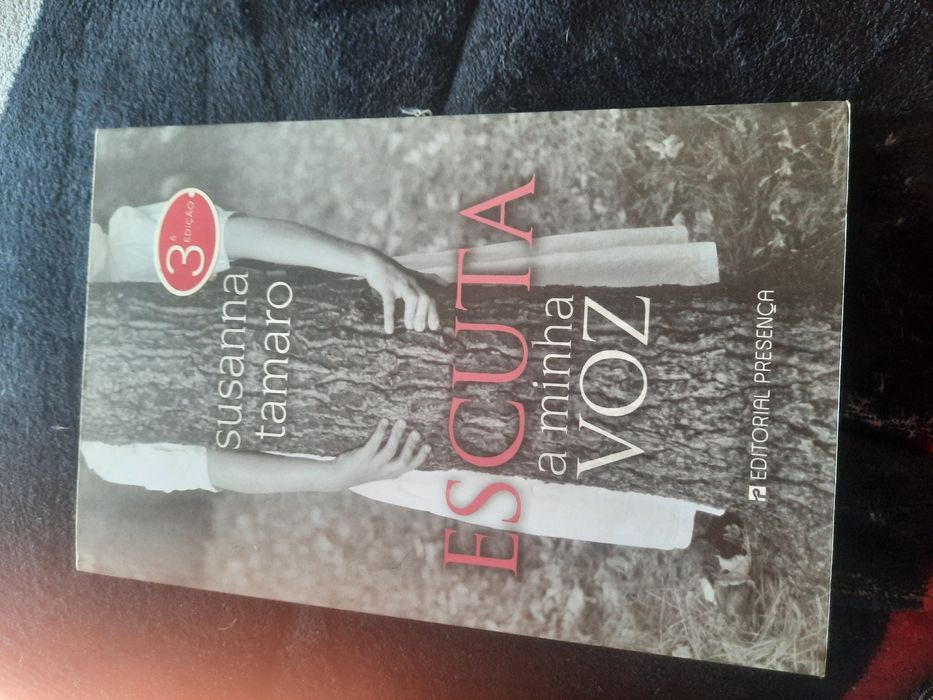 3ª
EDIÇÃO
susanna
tamaro
ESCUTA
a minha
VOZ
EDITORIAL PRESENÇA